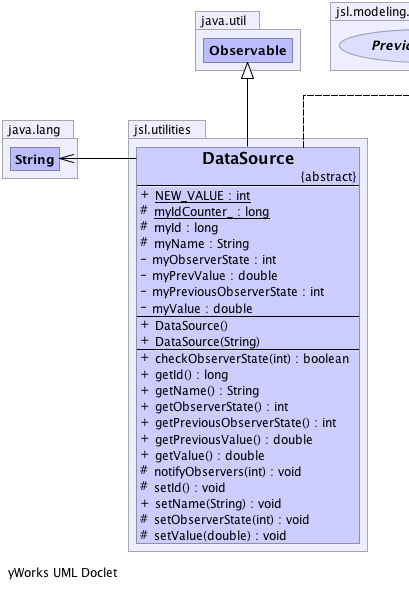 java.util
Observable
jsl.modeling.
Previo
java.lang
String
jsl.utilities
DataSource
{abstract}
+ NEW_VALUE : int
# myIdCounter_ : long
# myId : long
# myName : String
- myObserverState : int
- myPrevValue : double
- myPreviousObserverState : int
- myValue : double
+ DataSource()
+ DataSource(String)
+ checkObserverState(int) : boolean
+ getId() : long
+ getName() : String
+ getObserverState() : int
+ getPreviousObserverState() : int
+ getPreviousValue() : double
+ getValue() : double
# notifyObservers(int) : void
# setId() : void
+ setName(String) : void
# setObserverState(int) : void
# setValue(double) : void
yWorks UML Doclet